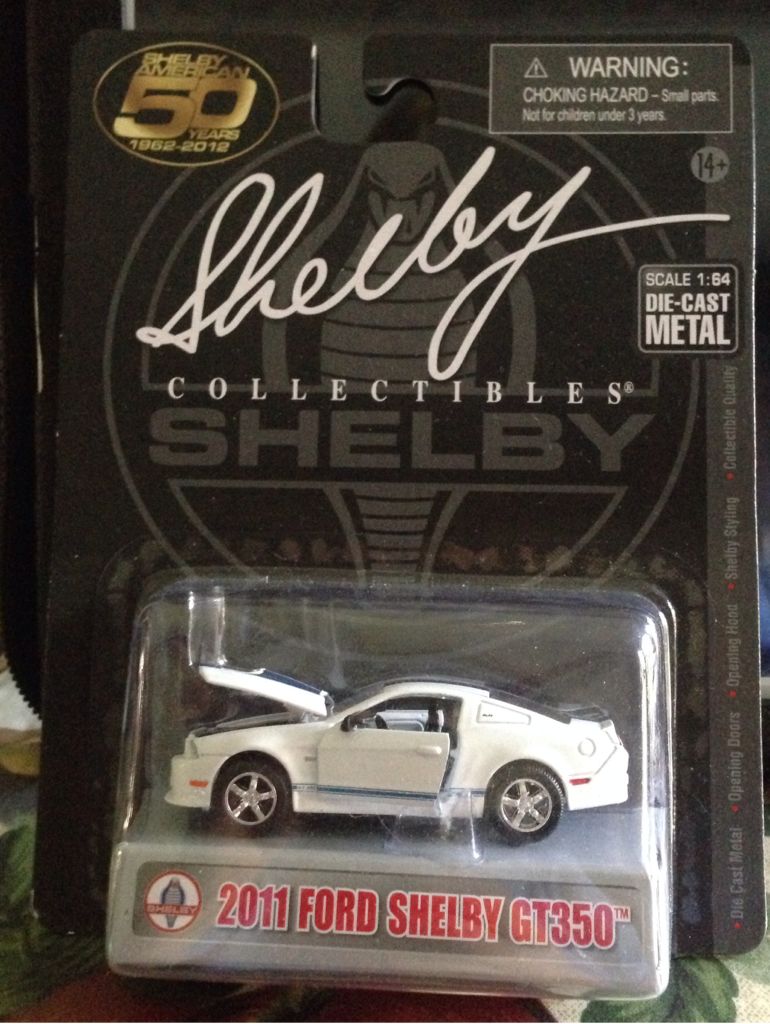 SHELBY
AMERICAN
50
YEARS
1962-2012
⚠ WARNING:
CHOKING HAZARD – Small parts.
Not for children under 3 years.
14+
Shelby
COLLECTIBLES®
SCALE 1:64
DIE-CAST
METAL
SHELBY
• Die Cast Metal • Opening Doors • Opening Hood • Shelby Styling • Collectible Quality
SHELBY
2011 FORD SHELBY GT350™